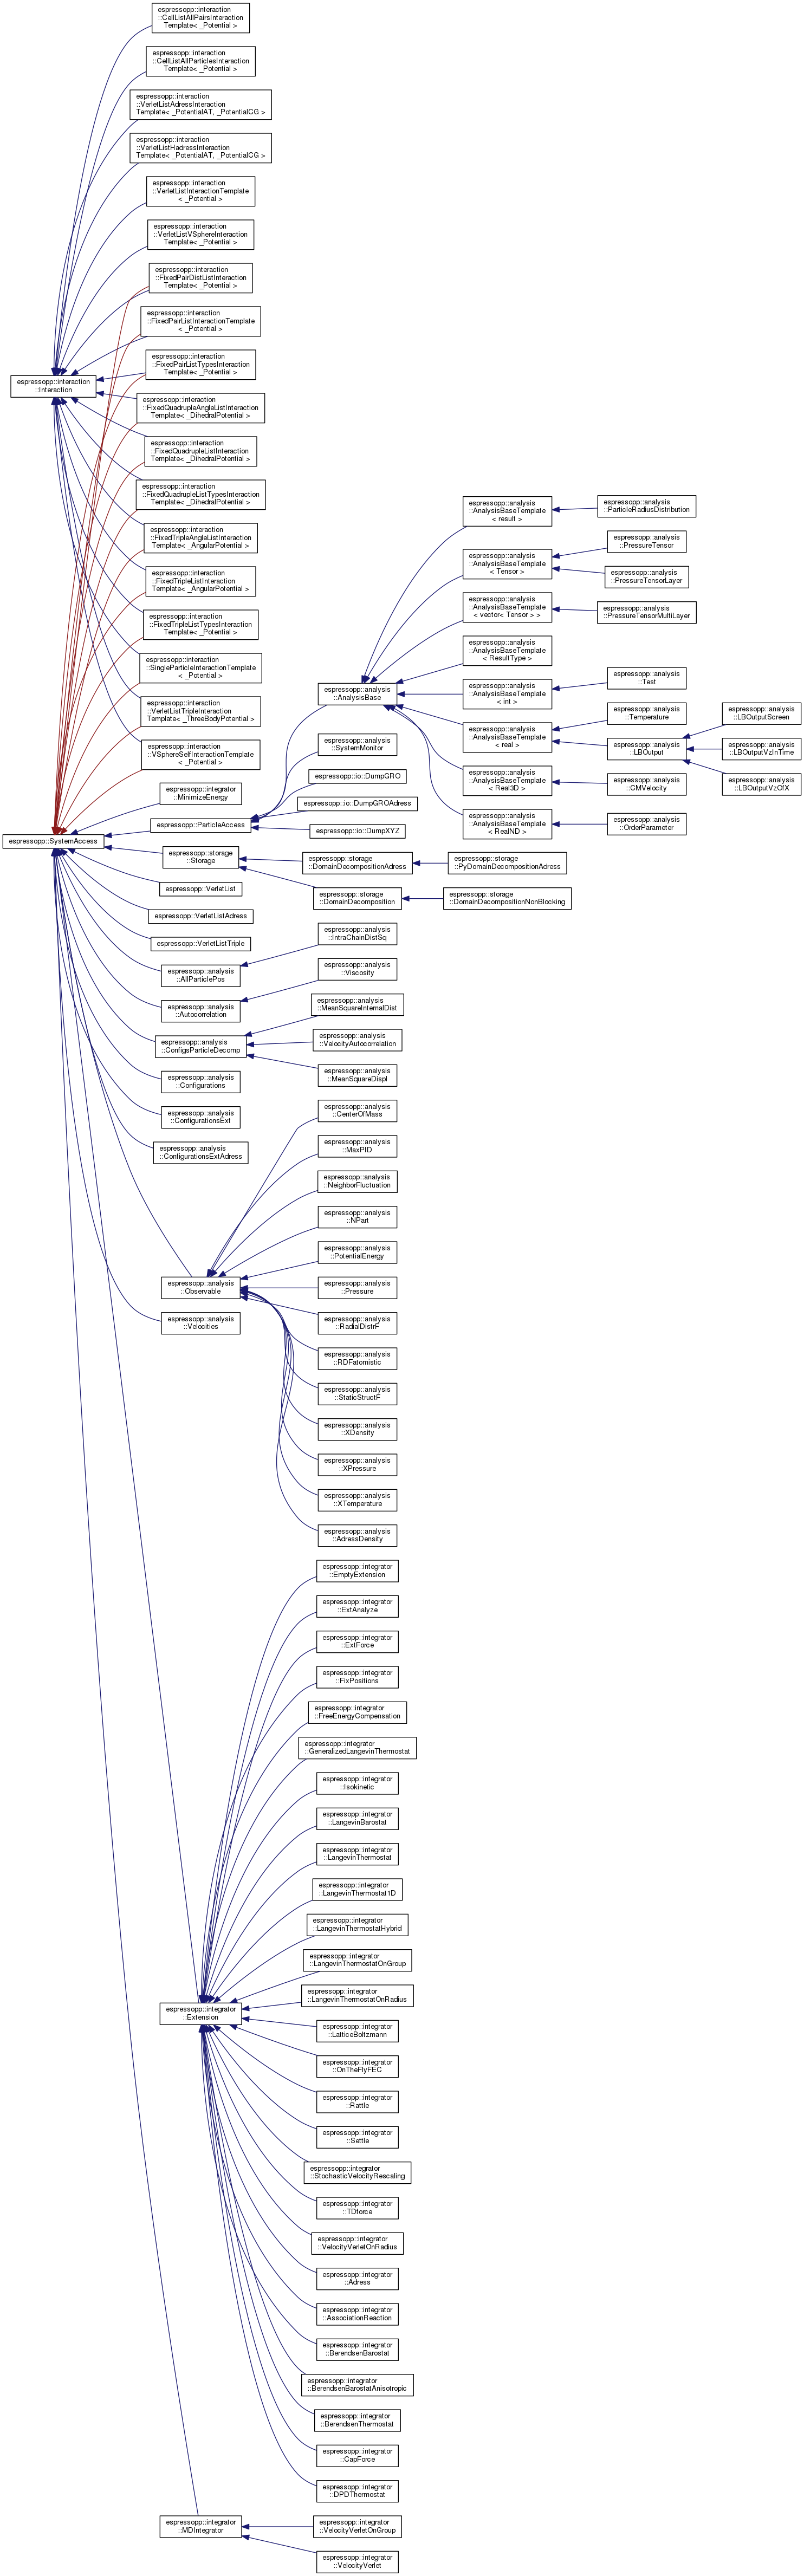 espressopp::interaction
::CellListAllPairsInteraction
Template< _Potential >
espressopp::interaction
::CellListAllParticlesInteraction
Template< _Potential >
espressopp::interaction
::VerletListAdressInteraction
Template< _PotentialAT, _PotentialCG >
espressopp::interaction
::VerletListHadressInteraction
Template< _PotentialAT, _PotentialCG >
espressopp::interaction
::VerletListInteractionTemplate
< _Potential >
espressopp::interaction
::VerletListVSphereInteraction
Template< _Potential >
espressopp::interaction
::FixedPairDistListInteraction
Template< _Potential >
espressopp::interaction
::FixedPairListInteractionTemplate
< _Potential >
espressopp::interaction
::FixedPairListTypesInteraction
Template< _Potential >
espressopp::interaction
::Interaction
espressopp::interaction
::FixedQuadrupleAngleListInteraction
Template< _DihedralPotential >
espressopp::interaction
::FixedQuadrupleListInteraction
Template< _DihedralPotential >
espressopp::interaction
::FixedQuadrupleListTypesInteraction
Template< _DihedralPotential >
espressopp::interaction
::FixedTripleAngleListInteraction
Template< _AngularPotential >
espressopp::interaction
::FixedTripleListInteraction
Template< _AngularPotential >
espressopp::interaction
::FixedTripleListTypesInteraction
Template< _Potential >
espressopp::interaction
::SingleParticleInteractionTemplate
< _Potential >
espressopp::interaction
::VerletListTripleInteraction
Template< _ThreeBodyPotential >
espressopp::interaction
::VSphereSelfInteractionTemplate
< _Potential >
espressopp::integrator
::MinimizeEnergy
espressopp::SystemAccess
espressopp::ParticleAccess
espressopp::storage
::Storage
espressopp::VerletList
espressopp::VerletListAdress
espressopp::VerletListTriple
espressopp::analysis
::AllParticlePos
espressopp::analysis
::Autocorrelation
espressopp::analysis
::ConfigsParticleDecomp
espressopp::analysis
::Configurations
espressopp::analysis
::ConfigurationsExt
espressopp::analysis
::ConfigurationsExtAdress
espressopp::analysis
::Observable
espressopp::analysis
::Velocities
espressopp::integrator
::Extension
espressopp::integrator
::MDIntegrator
espressopp::analysis
::AnalysisBase
espressopp::analysis
::SystemMonitor
espressopp::io::DumpGRO
espressopp::io::DumpGROAdress
espressopp::io::DumpXYZ
espressopp::storage
::DomainDecompositionAdress
espressopp::storage
::DomainDecomposition
espressopp::storage
::PyDomainDecompositionAdress
espressopp::storage
::DomainDecompositionNonBlocking
espressopp::analysis
::AnalysisBaseTemplate
< result >
espressopp::analysis
::AnalysisBaseTemplate
< Tensor >
espressopp::analysis
::AnalysisBaseTemplate
< vector< Tensor > >
espressopp::analysis
::AnalysisBaseTemplate
< ResultType >
espressopp::analysis
::AnalysisBaseTemplate
< int >
espressopp::analysis
::AnalysisBaseTemplate
< real >
espressopp::analysis
::AnalysisBaseTemplate
< Real3D >
espressopp::analysis
::AnalysisBaseTemplate
< RealND >
espressopp::analysis
::ParticleRadiusDistribution
espressopp::analysis
::PressureTensor
espressopp::analysis
::PressureTensorLayer
espressopp::analysis
::PressureTensorMultiLayer
espressopp::analysis
::Test
espressopp::analysis
::Temperature
espressopp::analysis
::LBOutput
espressopp::analysis
::CMVelocity
espressopp::analysis
::OrderParameter
espressopp::analysis
::LBOutputScreen
espressopp::analysis
::LBOutputVzInTime
espressopp::analysis
::LBOutputVzOfX
espressopp::analysis
::IntraChainDistSq
espressopp::analysis
::Viscosity
espressopp::analysis
::MeanSquareInternalDist
espressopp::analysis
::VelocityAutocorrelation
espressopp::analysis
::MeanSquareDispl
espressopp::analysis
::CenterOfMass
espressopp::analysis
::MaxPID
espressopp::analysis
::NeighborFluctuation
espressopp::analysis
::NPart
espressopp::analysis
::PotentialEnergy
espressopp::analysis
::Pressure
espressopp::analysis
::RadialDistrF
espressopp::analysis
::RDFatomistic
espressopp::analysis
::StaticStructF
espressopp::analysis
::XDensity
espressopp::analysis
::XPressure
espressopp::analysis
::XTemperature
espressopp::analysis
::AdressDensity
espressopp::integrator
::EmptyExtension
espressopp::integrator
::ExtAnalyze
espressopp::integrator
::ExtForce
espressopp::integrator
::FixPositions
espressopp::integrator
::FreeEnergyCompensation
espressopp::integrator
::GeneralizedLangevinThermostat
espressopp::integrator
::Isokinetic
espressopp::integrator
::LangevinBarostat
espressopp::integrator
::LangevinThermostat
espressopp::integrator
::LangevinThermostat1D
espressopp::integrator
::LangevinThermostatHybrid
espressopp::integrator
::LangevinThermostatOnGroup
espressopp::integrator
::LangevinThermostatOnRadius
espressopp::integrator
::LatticeBoltzmann
espressopp::integrator
::OnTheFlyFEC
espressopp::integrator
::Rattle
espressopp::integrator
::Settle
espressopp::integrator
::StochasticVelocityRescaling
espressopp::integrator
::TDforce
espressopp::integrator
::VelocityVerletOnRadius
espressopp::integrator
::Adress
espressopp::integrator
::AssociationReaction
espressopp::integrator
::BerendsenBarostat
espressopp::integrator
::BerendsenBarostatAnisotropic
espressopp::integrator
::BerendsenThermostat
espressopp::integrator
::CapForce
espressopp::integrator
::DPDThermostat
espressopp::integrator
::VelocityVerletOnGroup
espressopp::integrator
::VelocityVerlet